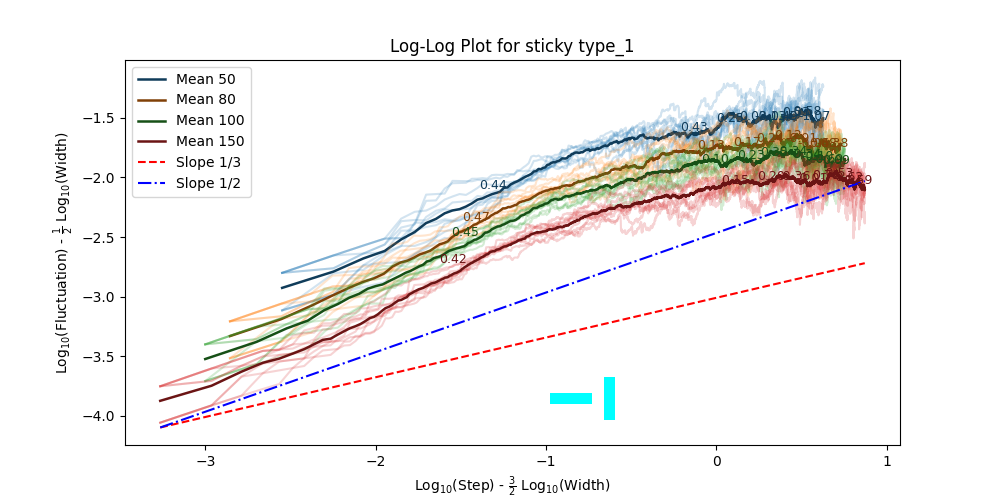 Log-Log Plot for sticky type_1
Mean 50
Mean 80
Mean 100
Mean 150
Slope 1/3
Slope 1/2
Log₁₀(Fluctuation) - ½ Log₁₀(Width)
−1.5
−2.0
−2.5
−3.0
−3.5
−4.0
0.44
0.43
0.47
0.45
0.42
0.10
0.15
−3
−2
−1
0
1
Log₁₀(Step) - 3/2 Log₁₀(Width)